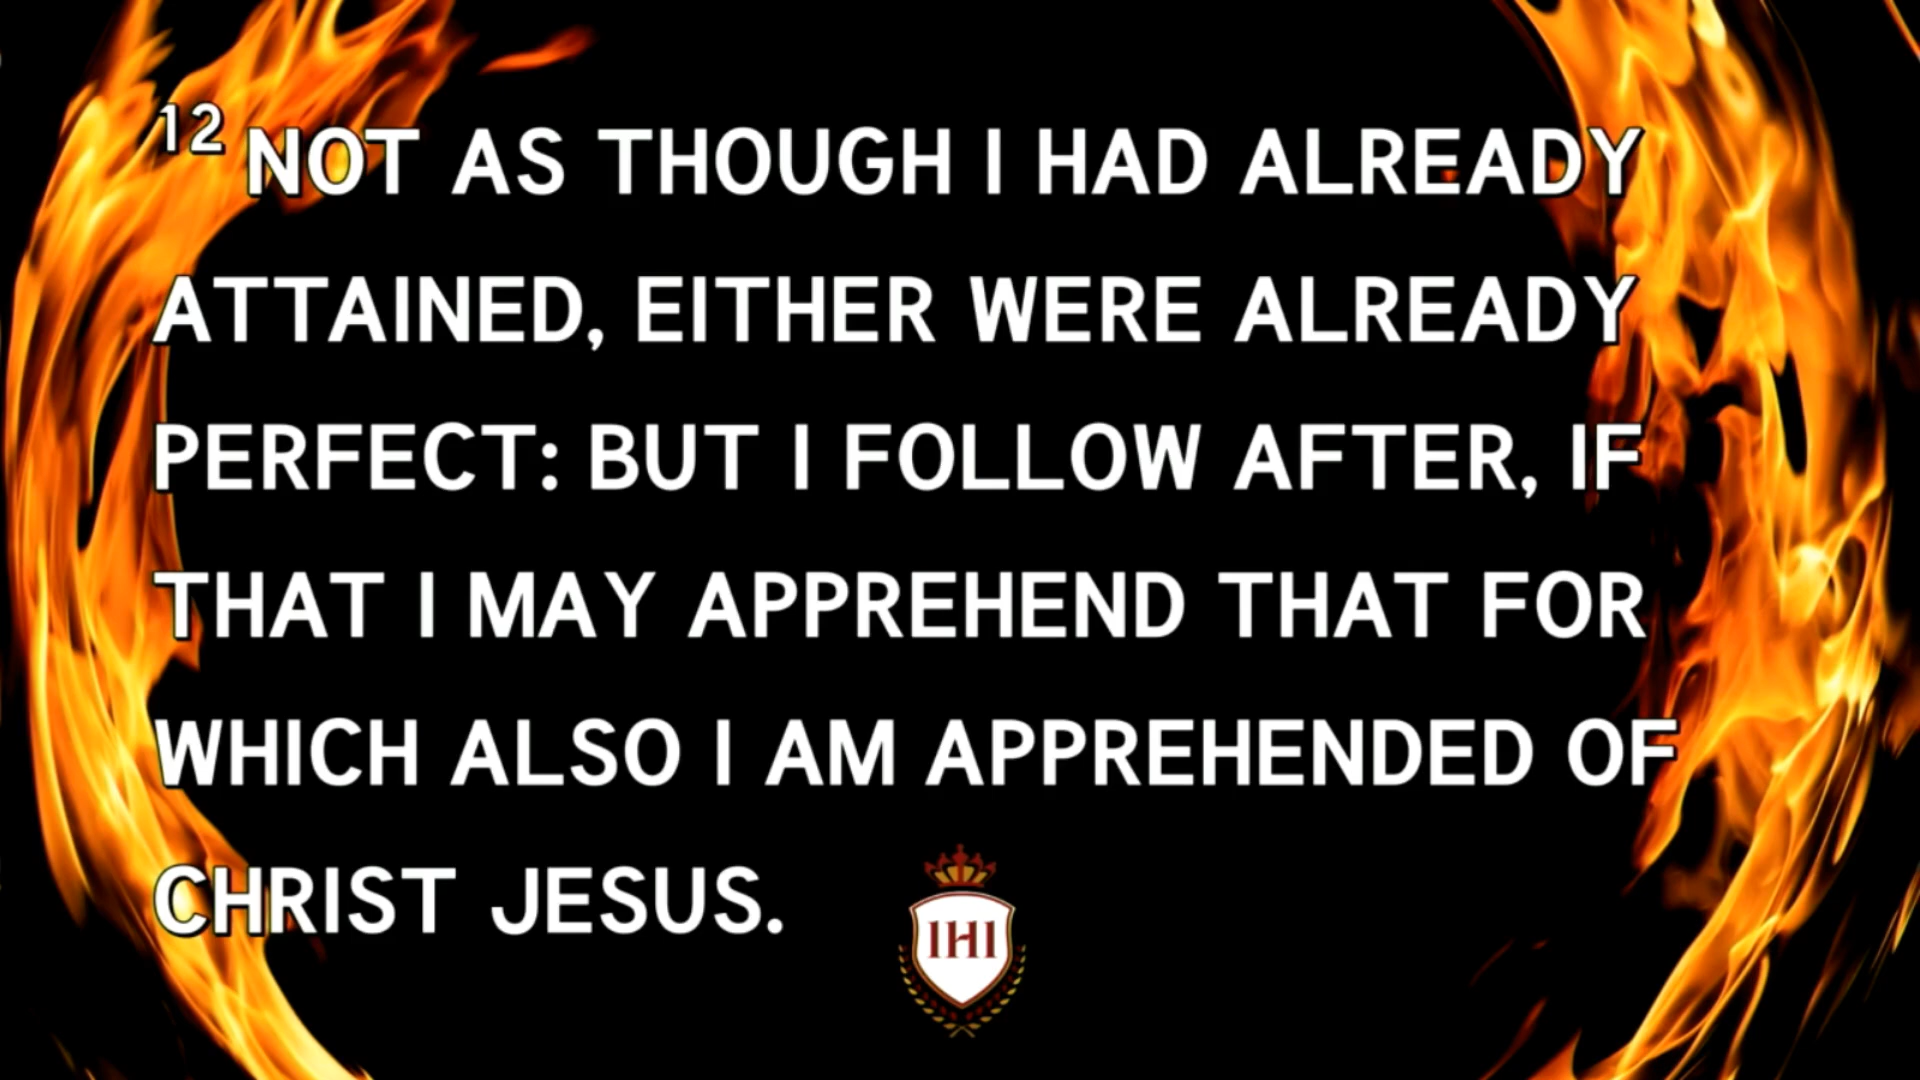 12 NOT AS THOUGH I HAD ALREADY
ATTAINED, EITHER WERE ALREADY
PERFECT: BUT I FOLLOW AFTER, IF
THAT I MAY APPREHEND THAT FOR
WHICH ALSO I AM APPREHENDED OF
CHRIST JESUS.
IHI